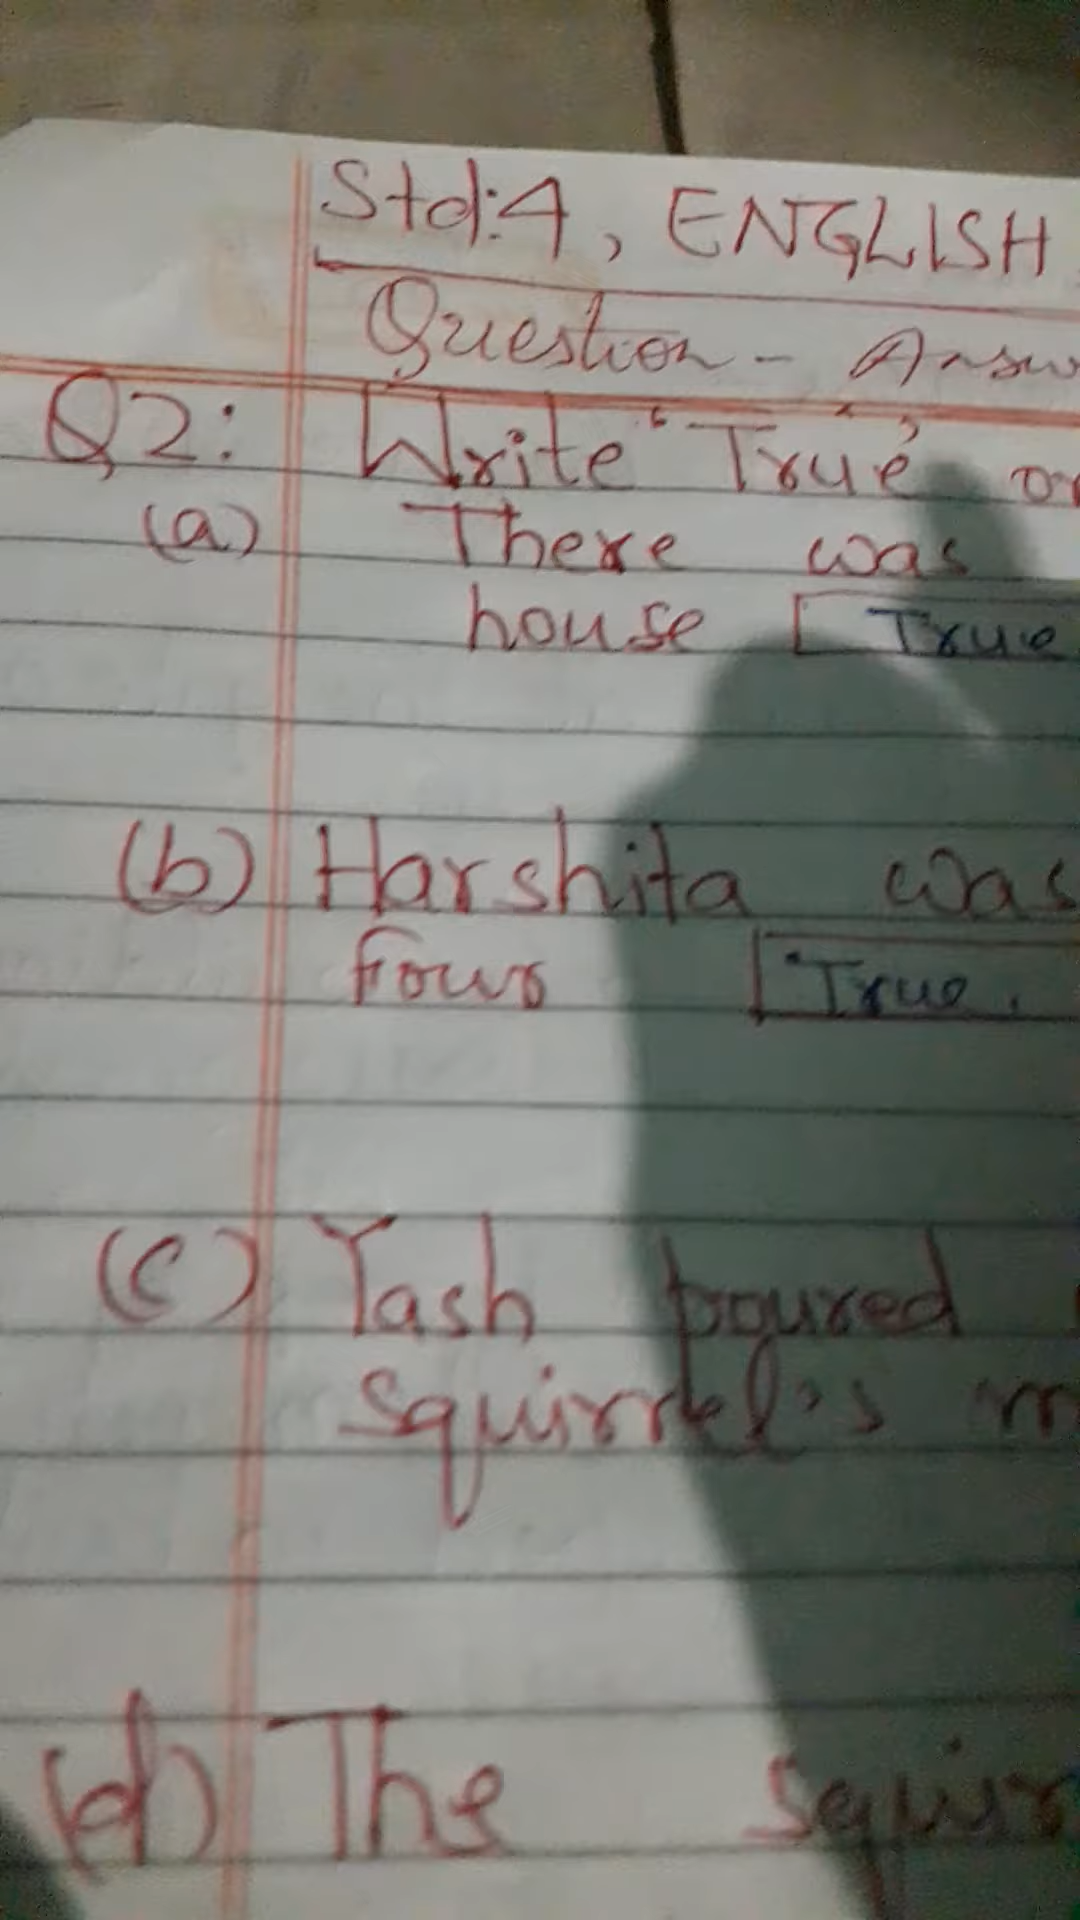 Std:4, ENGLISH
Question - Answ
Q2: Write 'True' or
(a) There was
house True
(b) Harshita was
four True.
(c) Yash poured
squirrel's m
(d) The squirr